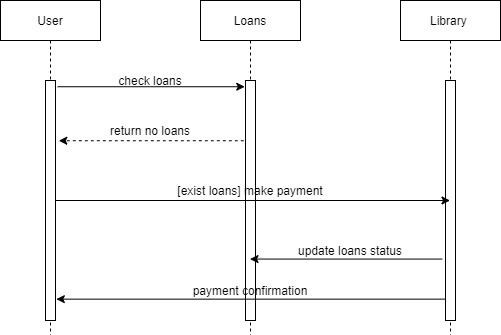 User
Loans
Library
check loans
return no loans
[exist loans] make payment
update loans status
payment confirmation